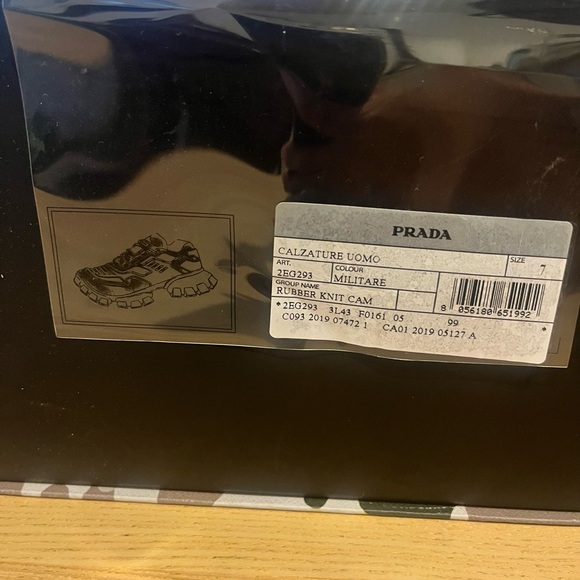 PRADA
CALZATURE UOMO
SIZE
7
ART.
2EG293
COLOUR
MILITARE
GROUP NAME
RUBBER KNIT CAM
8 056180 651992
*2EG293 3L43 F0161 05 99
C093 2019 07472 1 CA01 2019 05127 A *